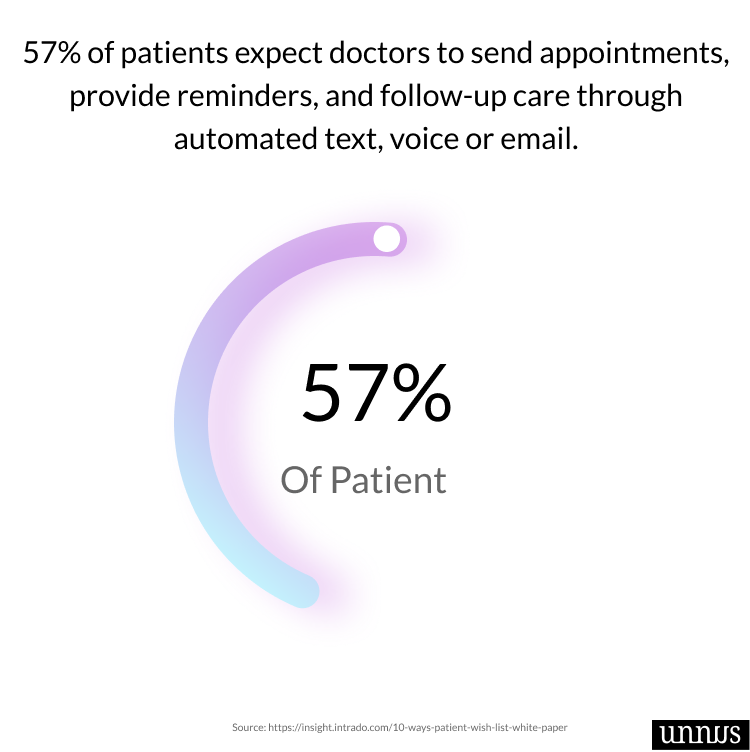 57% of patients expect doctors to send appointments,
provide reminders, and follow-up care through
automated text, voice or email.
57%
Of Patient
Source: https://insight.intrado.com/10-ways-patient-wish-list-white-paper
unnus